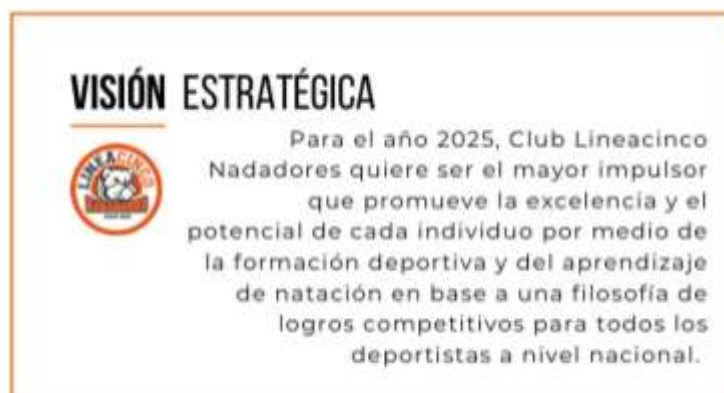 VISIÓN ESTRATÉGICA
Para el año 2025, Club Lineacinco
Nadadores quiere ser el mayor impulsor
que promueve la excelencia y el
potencial de cada individuo por medio de
la formación deportiva y del aprendizaje
de natación en base a una filosofía de
logros competitivos para todos los
deportistas a nivel nacional.
LINEACINCO